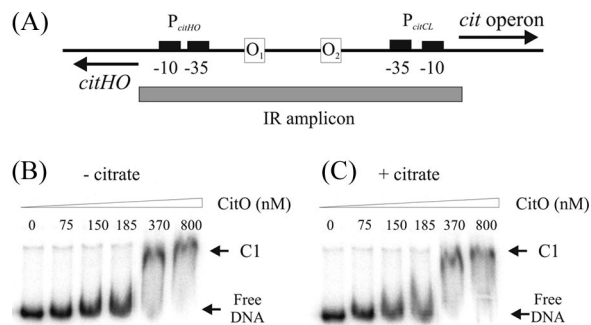 (A)
P citHO
P citCL
cit operon
O1
O2
-10 -35
-35 -10
citHO
IR amplicon
(B)
- citrate
CitO (nM)
0 75 150 185 370 800
C1
Free
DNA
(C)
+ citrate
CitO (nM)
0 75 150 185 370 800
C1
Free
DNA